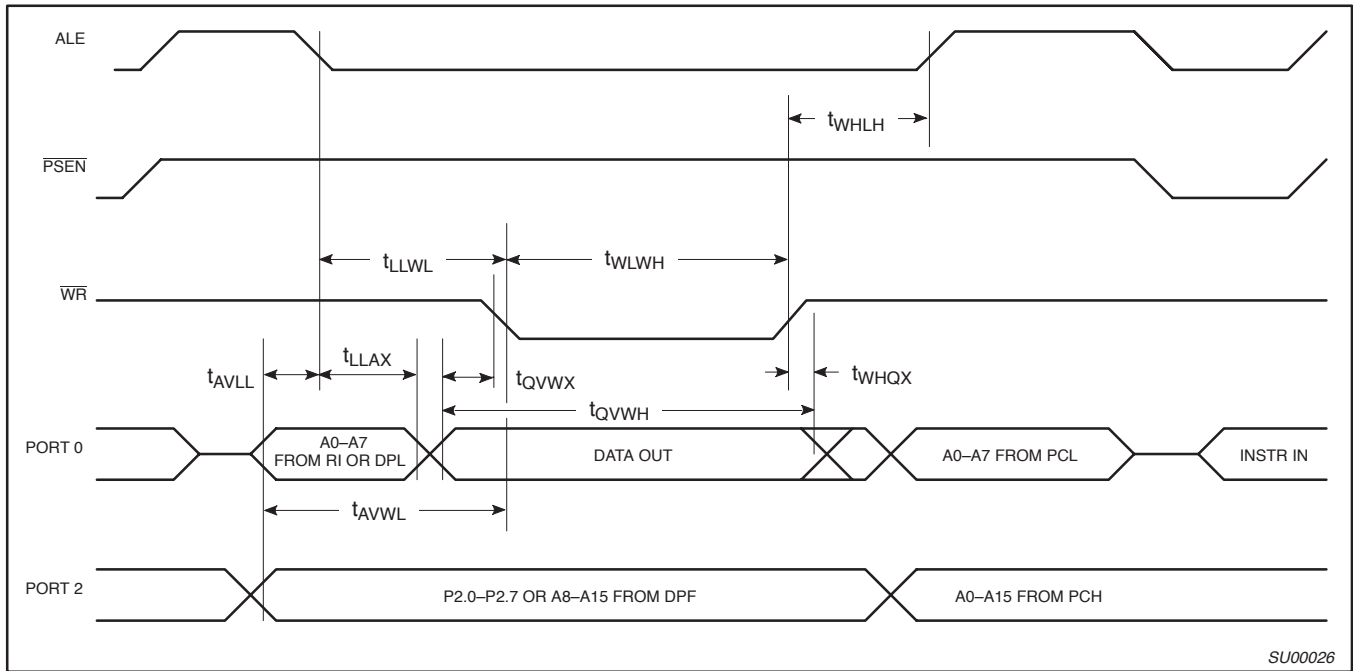 ALE
tWHLH
PSEN
tLLWL
tWLWH
WR
tLLAX
tAVLL
tQVWX
tWHQX
tQVWH
PORT 0
A0–A7
FROM RI OR DPL
DATA OUT
A0–A7 FROM PCL
INSTR IN
tAVWL
PORT 2
P2.0–P2.7 OR A8–A15 FROM DPF
A0–A15 FROM PCH
SU00026